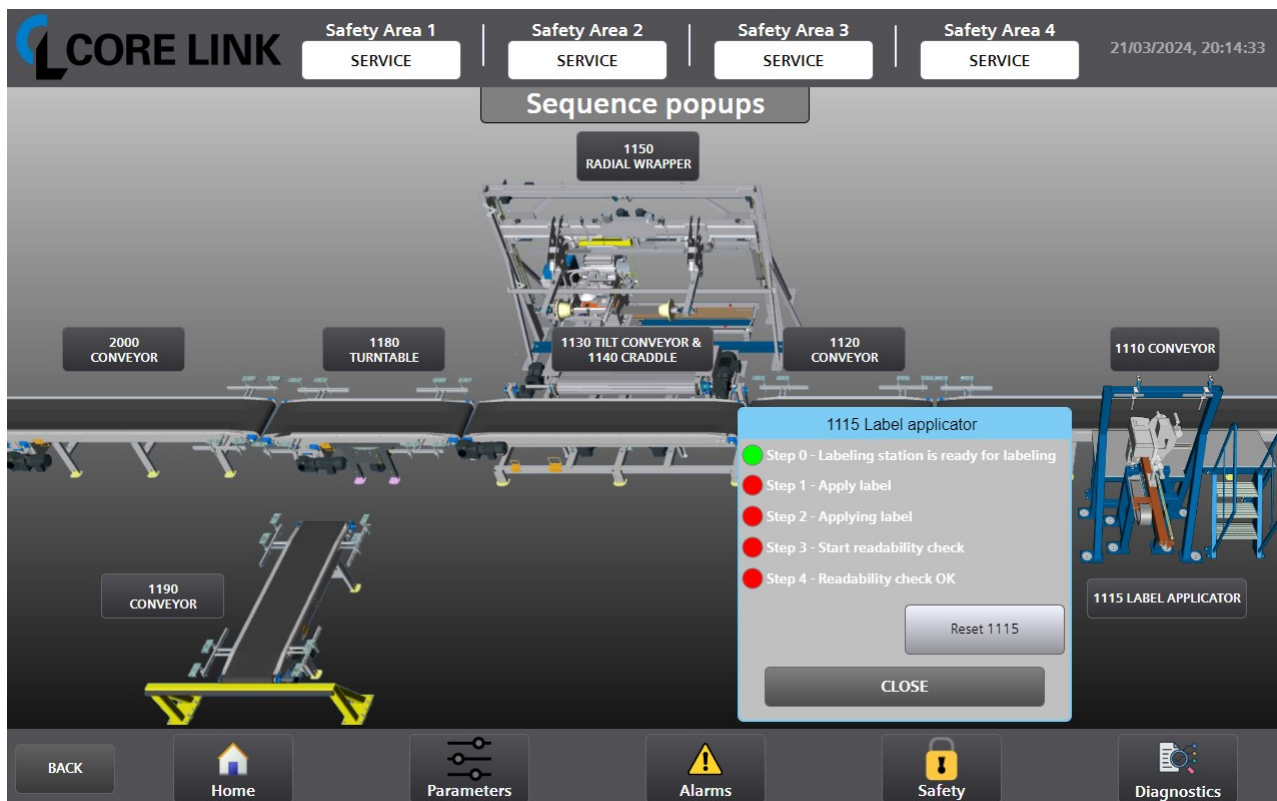 CORE LINK
Safety Area 1
SERVICE
Safety Area 2
SERVICE
Safety Area 3
SERVICE
Safety Area 4
SERVICE
21/03/2024, 20:14:33
Sequence popups
1150
RADIAL WRAPPER
2000
CONVEYOR
1180
TURNTABLE
1130 TILT CONVEYOR &
1140 CRADDLE
1120
CONVEYOR
1110 CONVEYOR
1115 Label applicator
Step 0 - Labeling station is ready for labeling
Step 1 - Apply label
Step 2 - Applying label
Step 3 - Start readability check
Step 4 - Readability check OK
Reset 1115
CLOSE
1190
CONVEYOR
1115 LABEL APPLICATOR
BACK
Home
Parameters
Alarms
Safety
Diagnostics